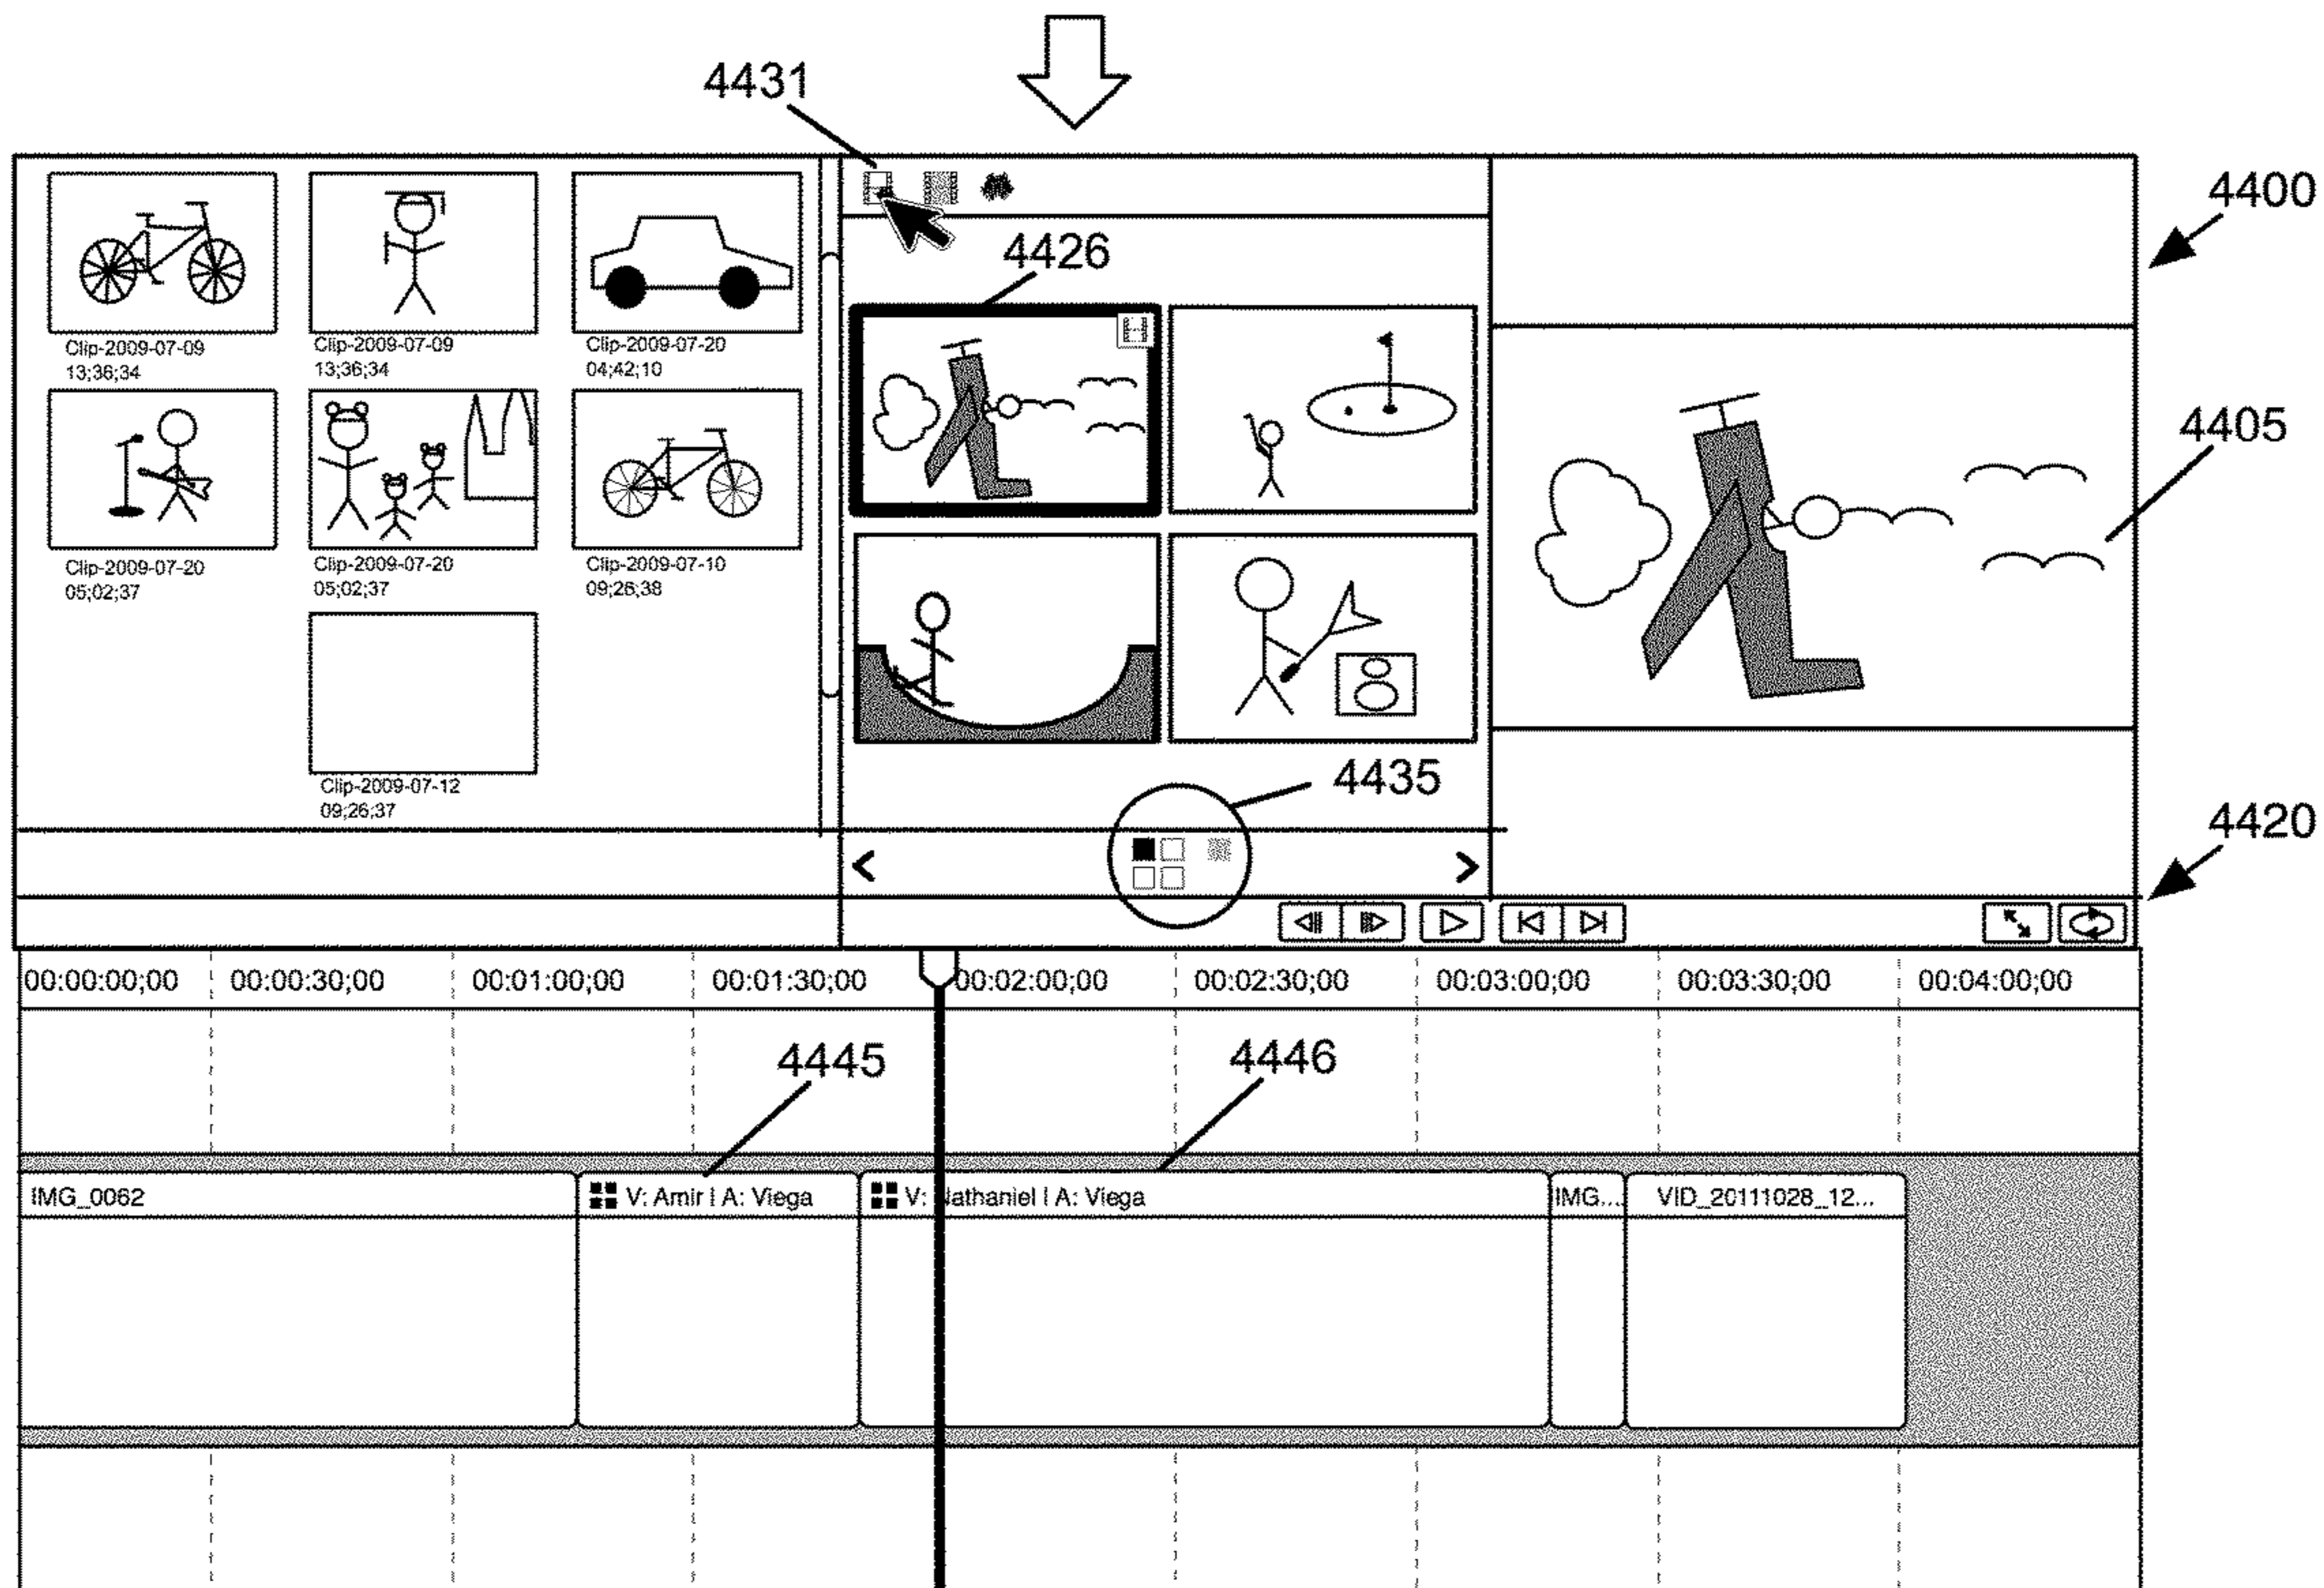 4431
4400
4426
Clip-2009-07-09
13;36;34
Clip-2009-07-09
13;36;34
Clip-2009-07-20
04;42;10
4405
Clip-2009-07-20
05;02;37
Clip-2009-07-20
05;02;37
Clip-2009-07-10
09;26;38
Clip-2009-07-12
09;26;37
4435
4420
00:00:00;00 00:00:30;00 00:01:00;00 00:01:30;00 00:02:00;00 00:02:30;00 00:03:00;00 00:03:30;00 00:04:00;00
4445
4446
IMG_0062
V: Amir | A: Viega
V: Nathaniel | A: Viega
IMG...
VID_20111028_12...